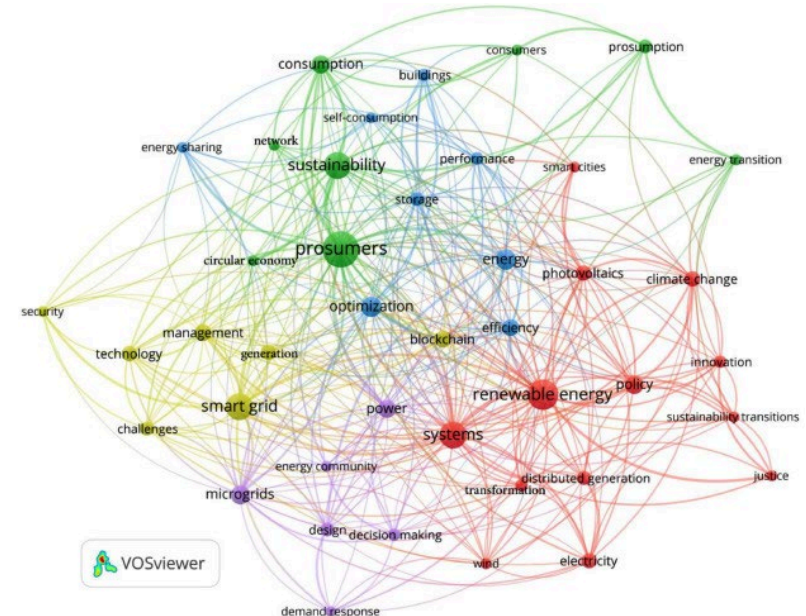 consumption
consumers
prosumption
buildings
self-consumption
network
energy sharing
sustainability
performance
smart cities
energy transition
storage
prosumers
circular economy
energy
photovoltaics
climate change
security
optimization
management
efficiency
blockchain
technology
generation
innovation
renewable energy
policy
smart grid
power
sustainability transitions
challenges
systems
energy community
microgrids
transformation
distributed generation
justice
design
decision making
wind
electricity
VOSviewer
demand response